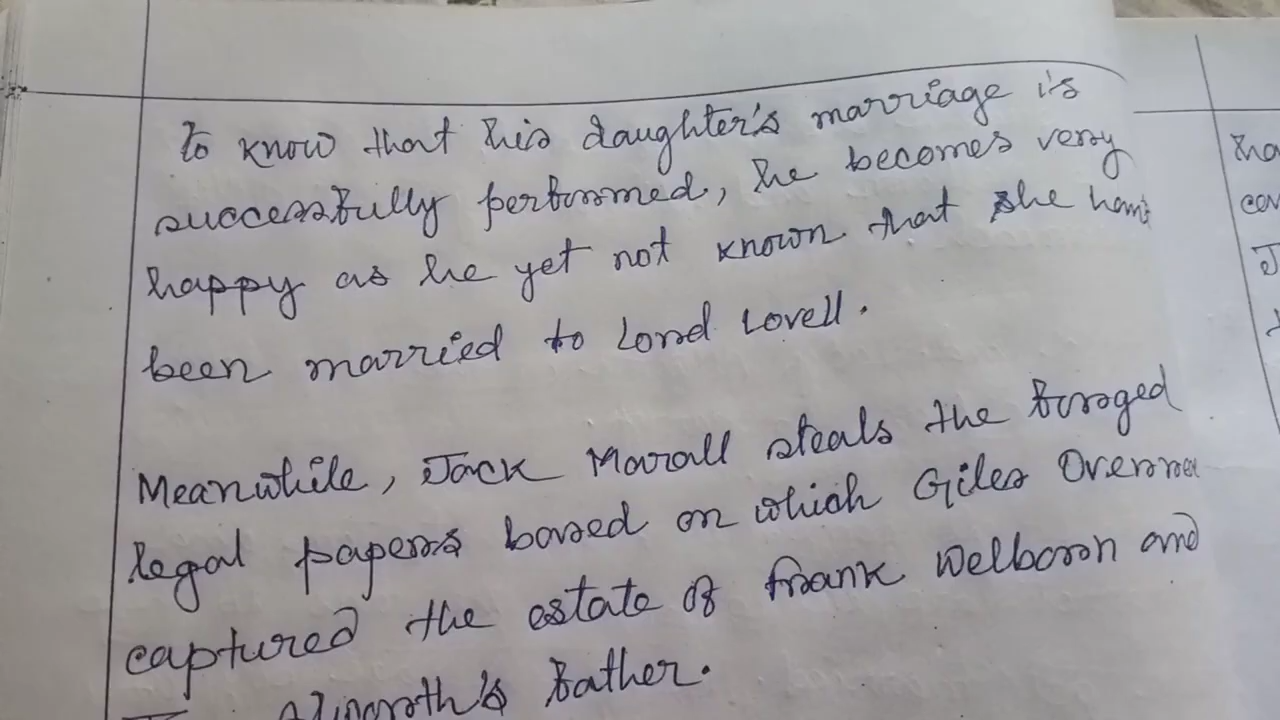 To know that his daughter's marriage is
successfully performed, he becomes very
happy as he yet not known that she has
been married to Lord Lovell.
Meanwhile, Jack Marall steals the forged
legal papers based on which Giles
captured the estate of Frank Welborn and
father.